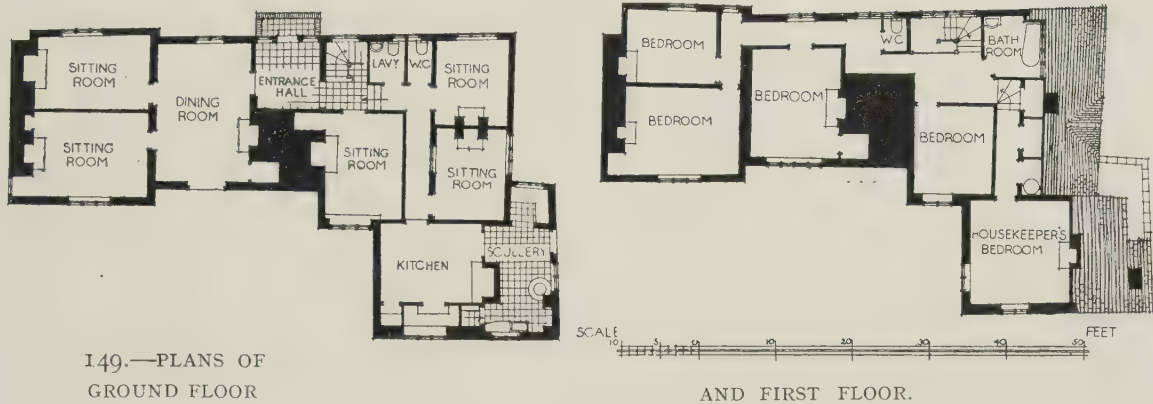 SITTING
ROOM
SITTING
ROOM
DINING
ROOM
ENTRANCE
HALL
LAVY
W.C
SITTING
ROOM
SITTING
ROOM
SITTING
ROOM
KITCHEN
SCULLERY
149.—PLANS OF
GROUND FLOOR
BEDROOM
BEDROOM
BEDROOM
W.C
BATH
ROOM
BEDROOM
HOUSEKEEPER'S
BEDROOM
SCALE
FEET
10 5 0 10 20 30 40 50
AND FIRST FLOOR.